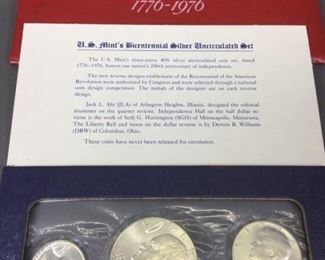 1776-1976
U.S. Mint's Bicentennial Silver Uncirculated Set
The U.S. Mint's three-piece 40% silver uncirculated coin set, dated
1776-1976, honors our nation's 200th anniversary of independence.
The new reverse designs emblematic of the Bicentennial of the American
Revolution were authorized by Congress and were selected through a national
coin design competition. The initials of the designer are on each reverse
design.
Jack L. Ahr (JLA) of Arlington Heights, Illinois, designed the colonial
drummer on the quarter reverse. Independence Hall on the half dollar
reverse is the work of Seth G. Huntington (SGH) of Minneapolis, Minnesota.
The Liberty Bell and moon on the dollar reverse is by Dennis R. Williams
(DRW) of Columbus, Ohio.
These coins have never been released for circulation.